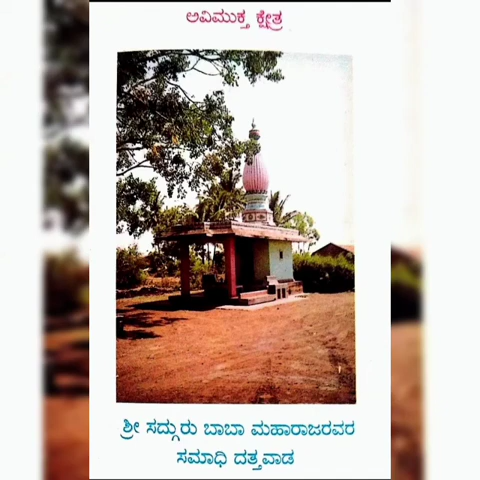 ಅವಿಮುಕ್ತ ಕ್ಷೇತ್ರ
ಶ್ರೀ ಸದ್ಗುರು ಬಾಬಾ ಮಹಾರಾಜರವರ
ಸಮಾಧಿ ದತ್ತವಾಡ